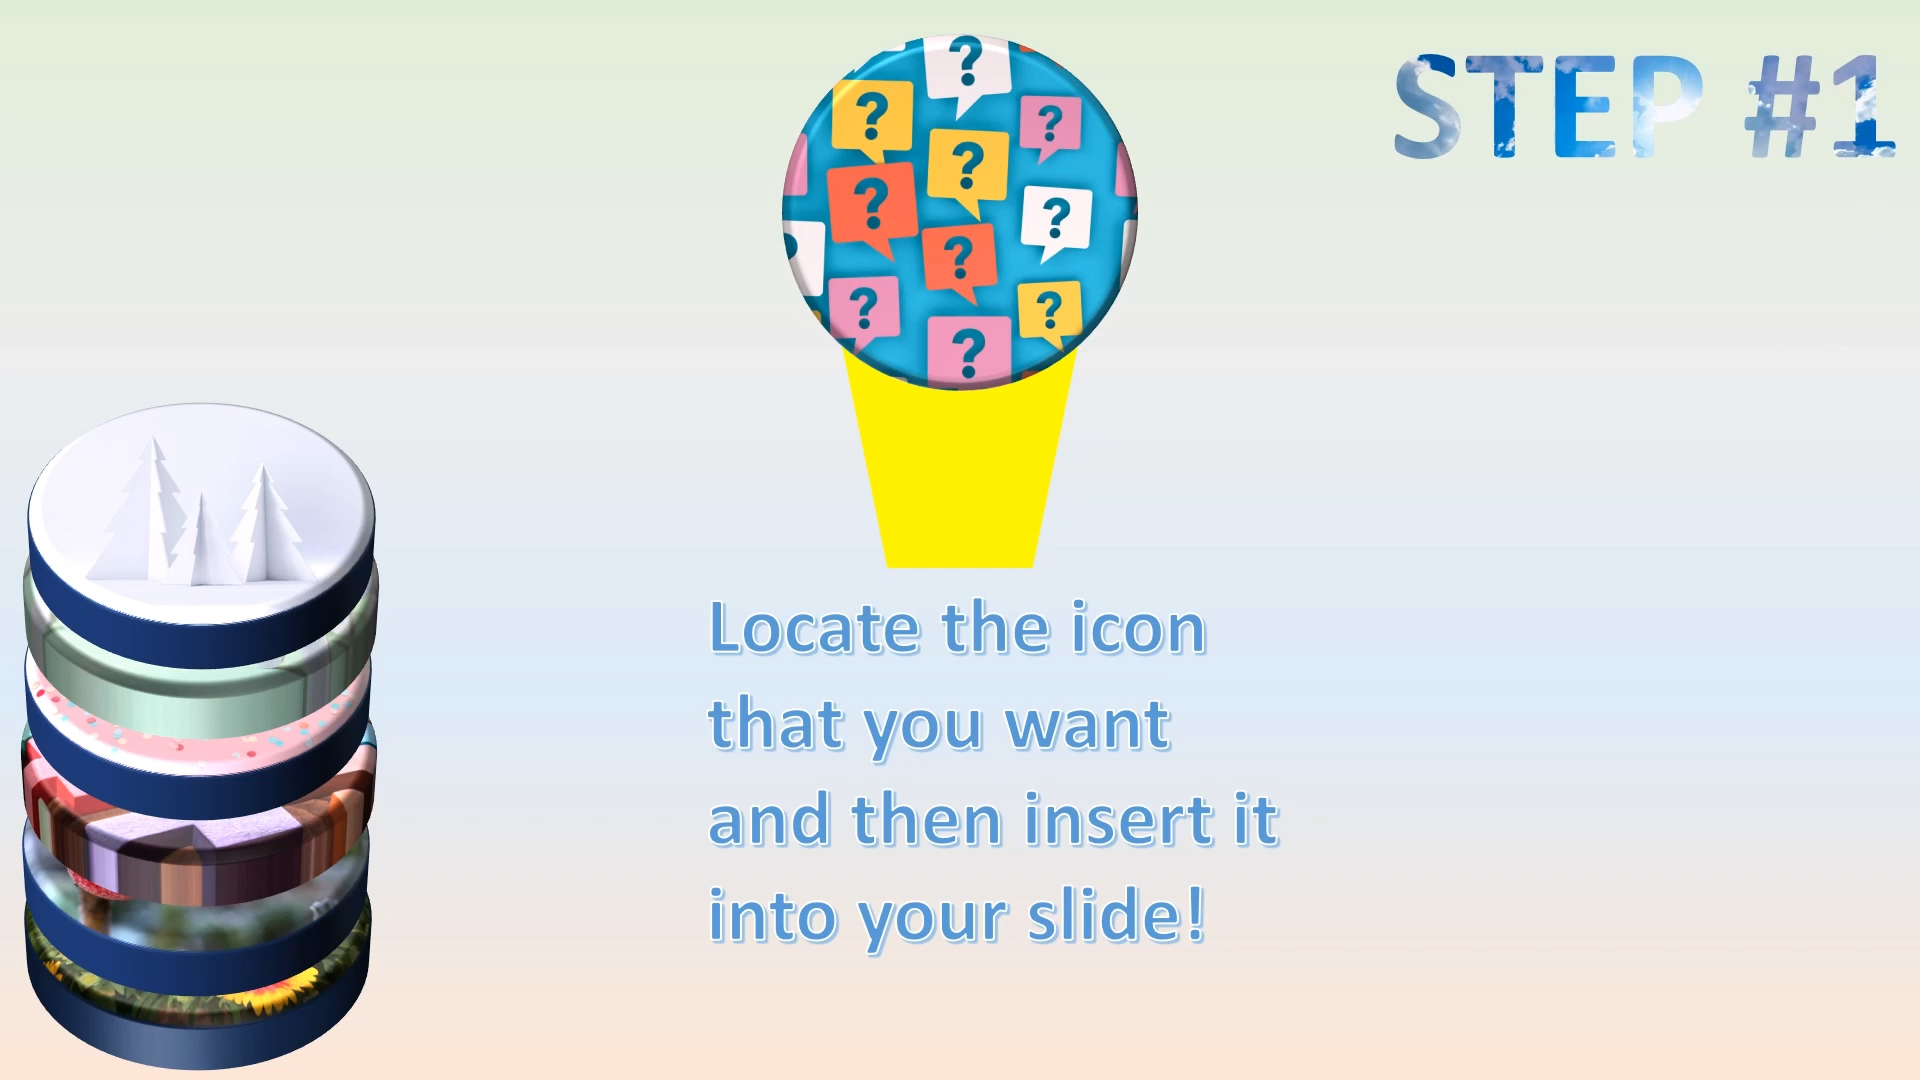 STEP #1
?
?
?
?
?
?
?
?
?
?
Locate the icon
that you want
and then insert it
into your slide!